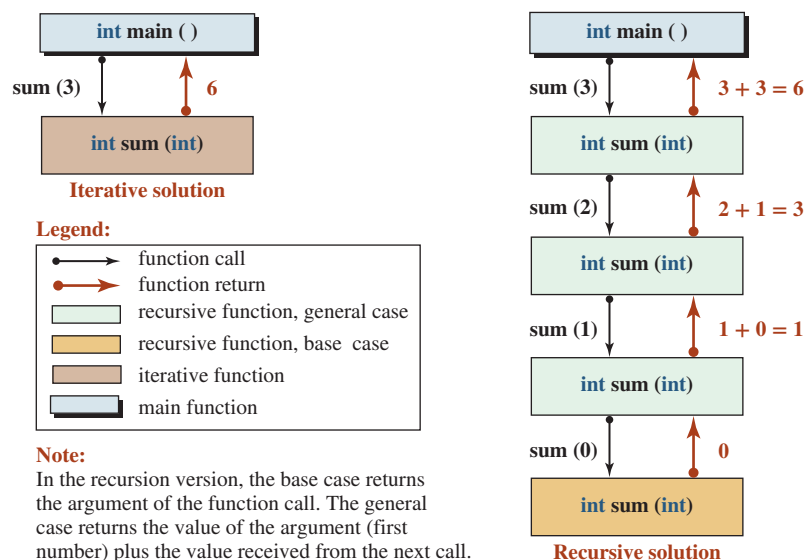 int main ( )
sum (3)
6
int sum (int)
Iterative solution
Legend:
function call
function return
recursive function, general case
recursive function, base case
iterative function
main function
Note:
In the recursion version, the base case returns
the argument of the function call. The general
case returns the value of the argument (first
number) plus the value received from the next call.
int main ( )
sum (3)
3 + 3 = 6
int sum (int)
sum (2)
2 + 1 = 3
int sum (int)
sum (1)
1 + 0 = 1
int sum (int)
sum (0)
0
int sum (int)
Recursive solution